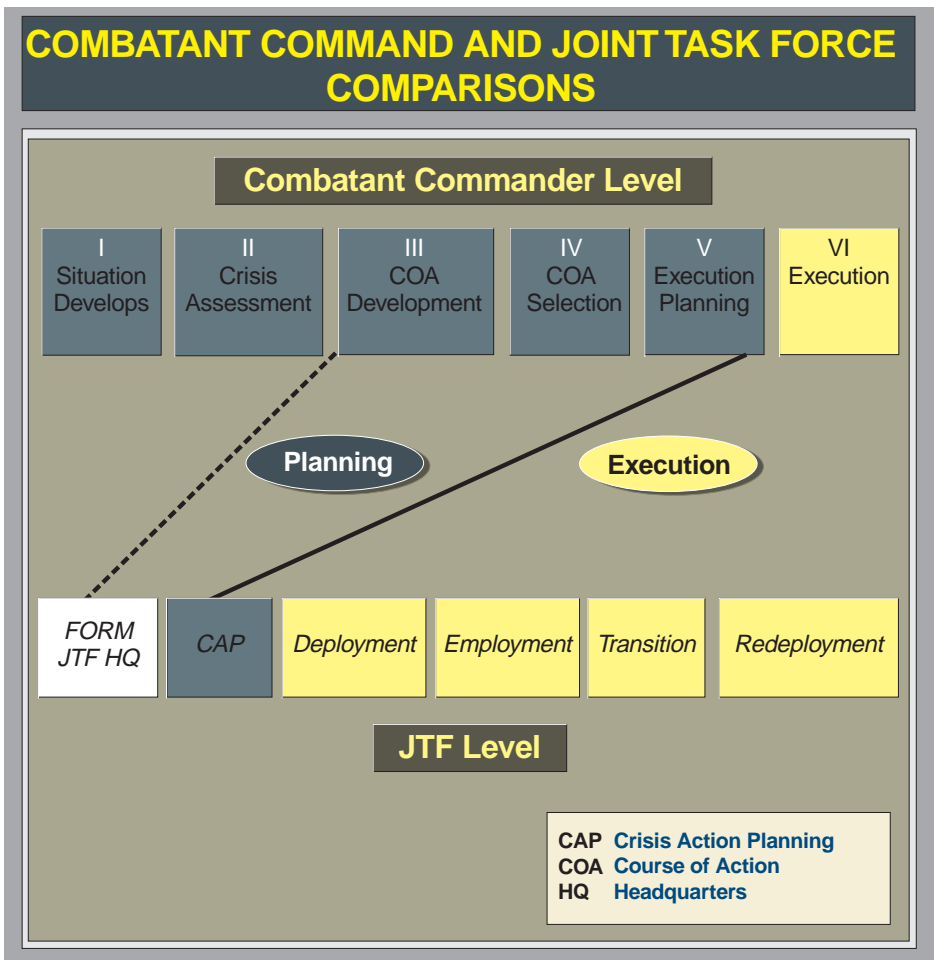 COMBATANT COMMAND AND JOINT TASK FORCE
COMPARISONS
Combatant Commander Level
I
Situation
Develops
II
Crisis
Assessment
III
COA
Development
IV
COA
Selection
V
Execution
Planning
VI
Execution
Planning
Execution
FORM
JTF HQ
CAP
Deployment
Employment
Transition
Redeployment
JTF Level
CAP Crisis Action Planning
COA Course of Action
HQ Headquarters